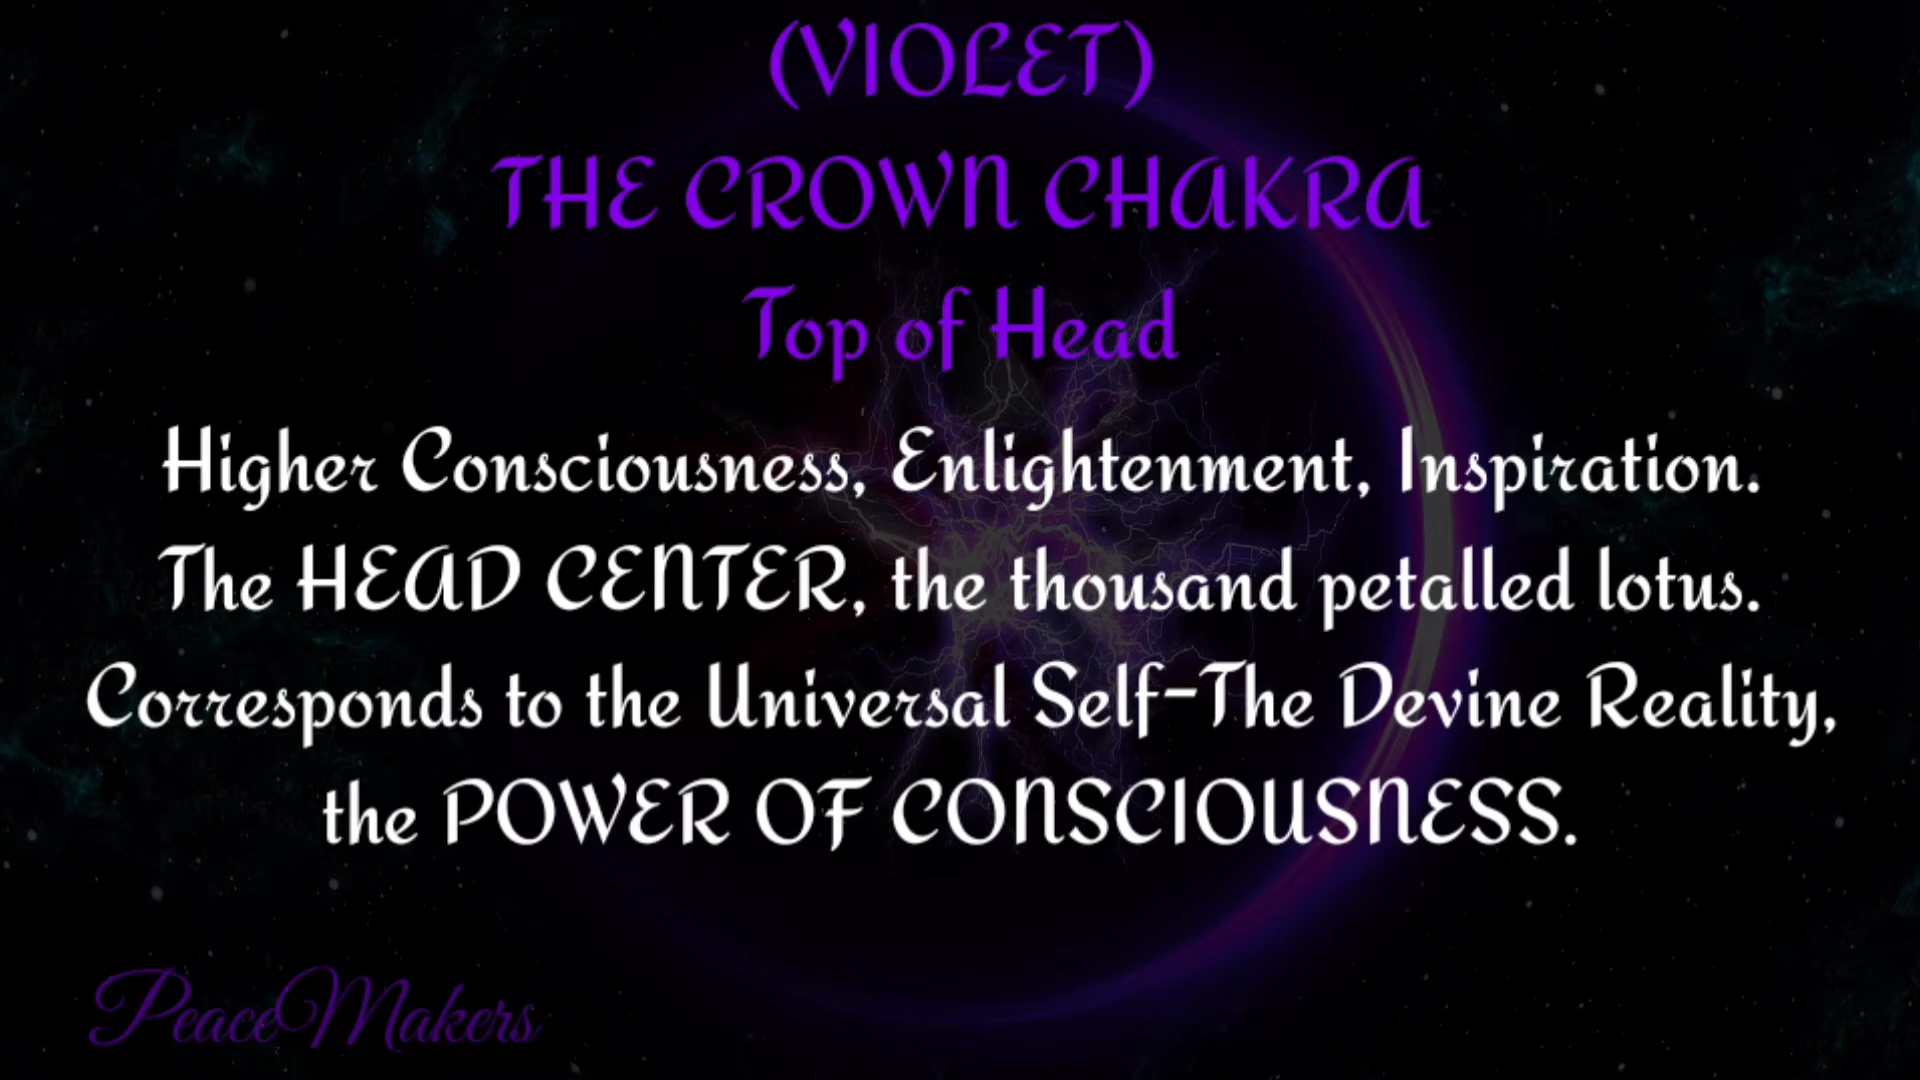 (VIOLET)
THE CROWN CHAKRA
Top of Head
Higher Consciousness, Enlightenment, Inspiration.
The HEAD CENTER, the thousand petalled lotus.
Corresponds to the Universal Self-The Devine Reality,
the POWER OF CONSCIOUSNESS.
PeaceMakers